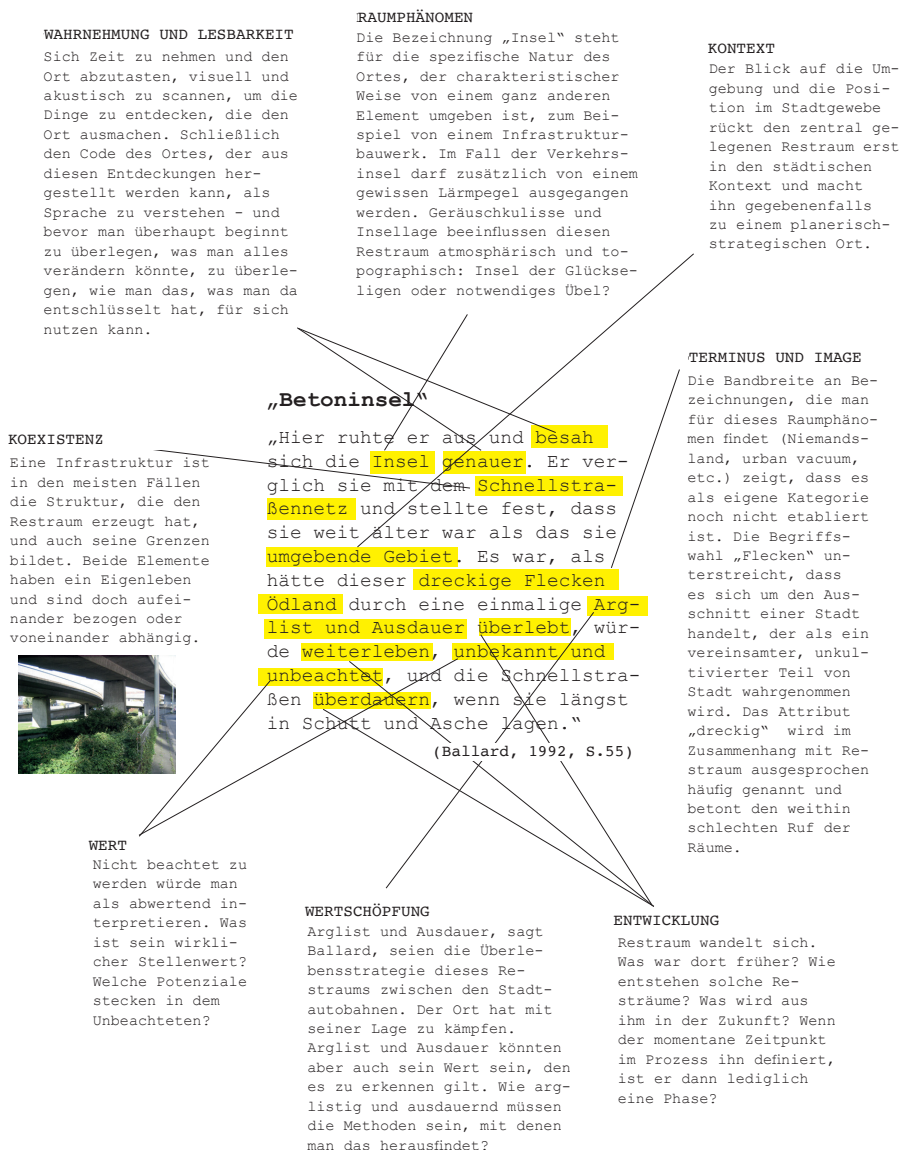 WAHRNEHMUNG UND LESBARKEIT
Sich Zeit zu nehmen und den
Ort abzutasten, visuell und
akustisch zu scannen, um die
Dinge zu entdecken, die den
Ort ausmachen. Schließlich
den Code des Ortes, der aus
diesen Entdeckungen her-
gestellt werden kann, als
Sprache zu verstehen – und
bevor man überhaupt beginnt
zu überlegen, was man alles
verändern könnte, zu überle-
gen, wie man das, was man da
entschlüsselt hat, für sich
nutzen kann.
RAUMPHÄNOMEN
Die Bezeichnung „Insel“ steht
für die spezifische Natur des
Ortes, der charakteristischer
Weise von einem ganz anderen
Element umgeben ist, zum Bei-
spiel von einem Infrastruktur-
bauwerk. Im Fall der Verkehrs-
insel darf zusätzlich von einem
gewissen Lärmpegel ausgegangen
werden. Geräuschkulisse und
Insellage beeinflussen diesen
Restraum atmosphärisch und to-
pographisch: Insel der Glückse-
ligen oder notwendiges Übel?
KONTEXT
Der Blick auf die Um-
gebung und die Posi-
tion im Stadtgewebe
rückt den zentral ge-
legenen Restraum erst
in den städtischen
Kontext und macht
ihn gegebenenfalls
zu einem planerisch-
strategischen Ort.
KOEXISTENZ
Eine Infrastruktur ist
in den meisten Fällen
die Struktur, die den
Restraum erzeugt hat,
und auch seine Grenzen
bildet. Beide Elemente
haben ein Eigenleben
und sind doch aufei-
nander bezogen oder
voneinander abhängig.
„Betoninsel“
„Hier ruhte er aus und besah
sich die Insel genauer. Er ver-
glich sie mit dem Schnellstra-
ßennetz und stellte fest, dass
sie weit älter war als das sie
umgebende Gebiet. Es war, als
hätte dieser dreckige Flecken
Ödland durch eine einmalige Arg-
list und Ausdauer überlebt, wür-
de weiterleben, unbekannt und
unbeachtet, und die Schnellstra-
ßen überdauern, wenn sie längst
in Schutt und Asche lägen.“
(Ballard, 1992, S.55)
TERMINUS UND IMAGE
Die Bandbreite an Be-
zeichnungen, die man
für dieses Raumphäno-
men findet (Niemands-
land, urban vacuum,
etc.) zeigt, dass es
als eigene Kategorie
noch nicht etabliert
ist. Die Begriffs-
wahl „Flecken“ un-
terstreicht, dass
es sich um den Aus-
schnitt einer Stadt
handelt, der als ein
vereinsamter, unkul-
tivierter Teil von
Stadt wahrgenommen
wird. Das Attribut
„dreckig“ wird im
Zusammenhang mit Re-
straum ausgesprochen
häufig genannt und
betont den weithin
schlechten Ruf der
Räume.
WERT
Nicht beachtet zu
werden würde man
als abwertend in-
terpretieren. Was
ist sein wirkli-
cher Stellenwert?
Welche Potenziale
stecken in dem
Unbeachteten?
WERTSCHÖPFUNG
Arglist und Ausdauer, sagt
Ballard, seien die Überle-
bensstrategie dieses Re-
straums zwischen den Stadt-
autobahnen. Der Ort hat mit
seiner Lage zu kämpfen.
Arglist und Ausdauer könnten
aber auch sein Wert sein, den
es zu erkennen gilt. Wie arg-
listig und ausdauernd müssen
die Methoden sein, mit denen
man das herausfindet?
ENTWICKLUNG
Restraum wandelt sich.
Was war dort früher? Wie
entstehen solche Re-
sträume? Was wird aus
ihm in der Zukunft? Wenn
der momentane Zeitpunkt
im Prozess ihn definiert,
ist er dann lediglich
eine Phase?